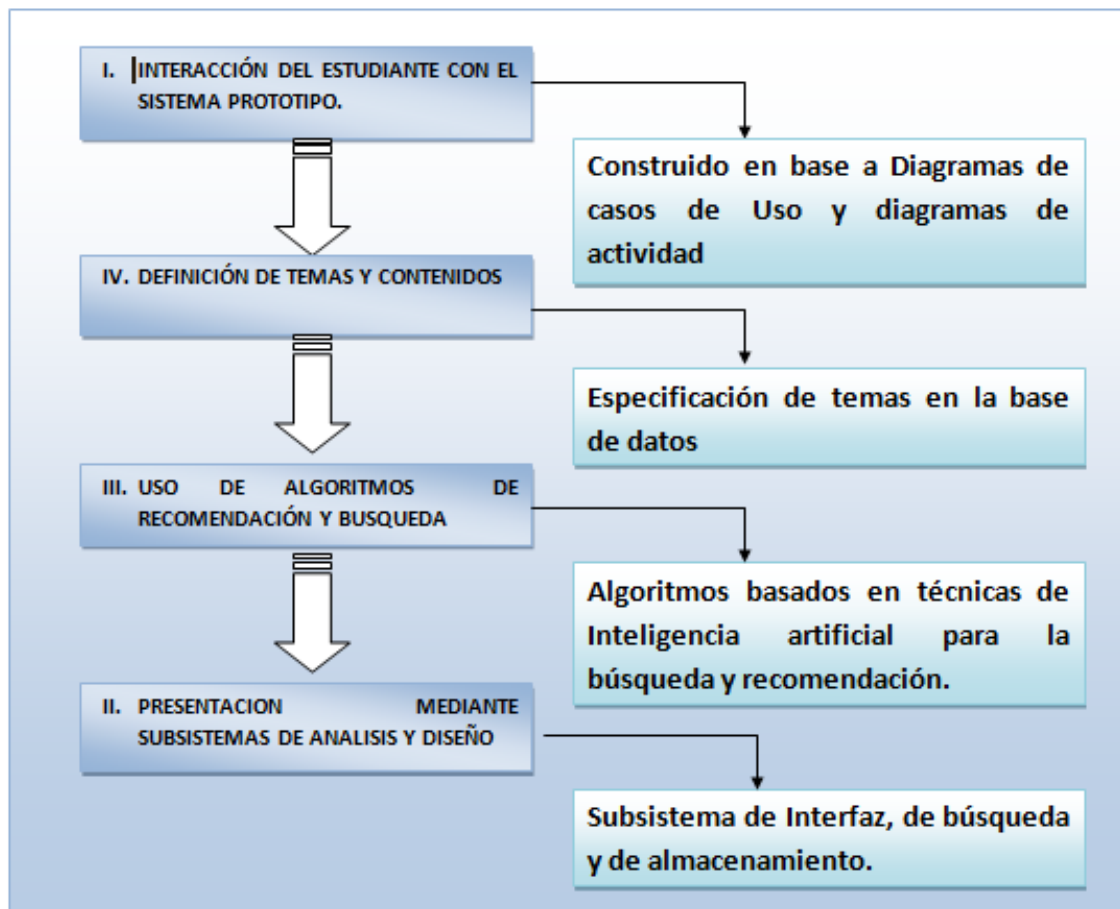 I. INTERACCIÓN DEL ESTUDIANTE CON EL
SISTEMA PROTOTIPO.
Construido en base a Diagramas de
casos de Uso y diagramas de
actividad
IV. DEFINICIÓN DE TEMAS Y CONTENIDOS
Especificación de temas en la base
de datos
III. USO DE ALGORITMOS DE
RECOMENDACIÓN Y BUSQUEDA
Algoritmos basados en técnicas de
Inteligencia artificial para la
búsqueda y recomendación.
II. PRESENTACION MEDIANTE
SUBSISTEMAS DE ANALISIS Y DISEÑO
Subsistema de Interfaz, de búsqueda
y de almacenamiento.